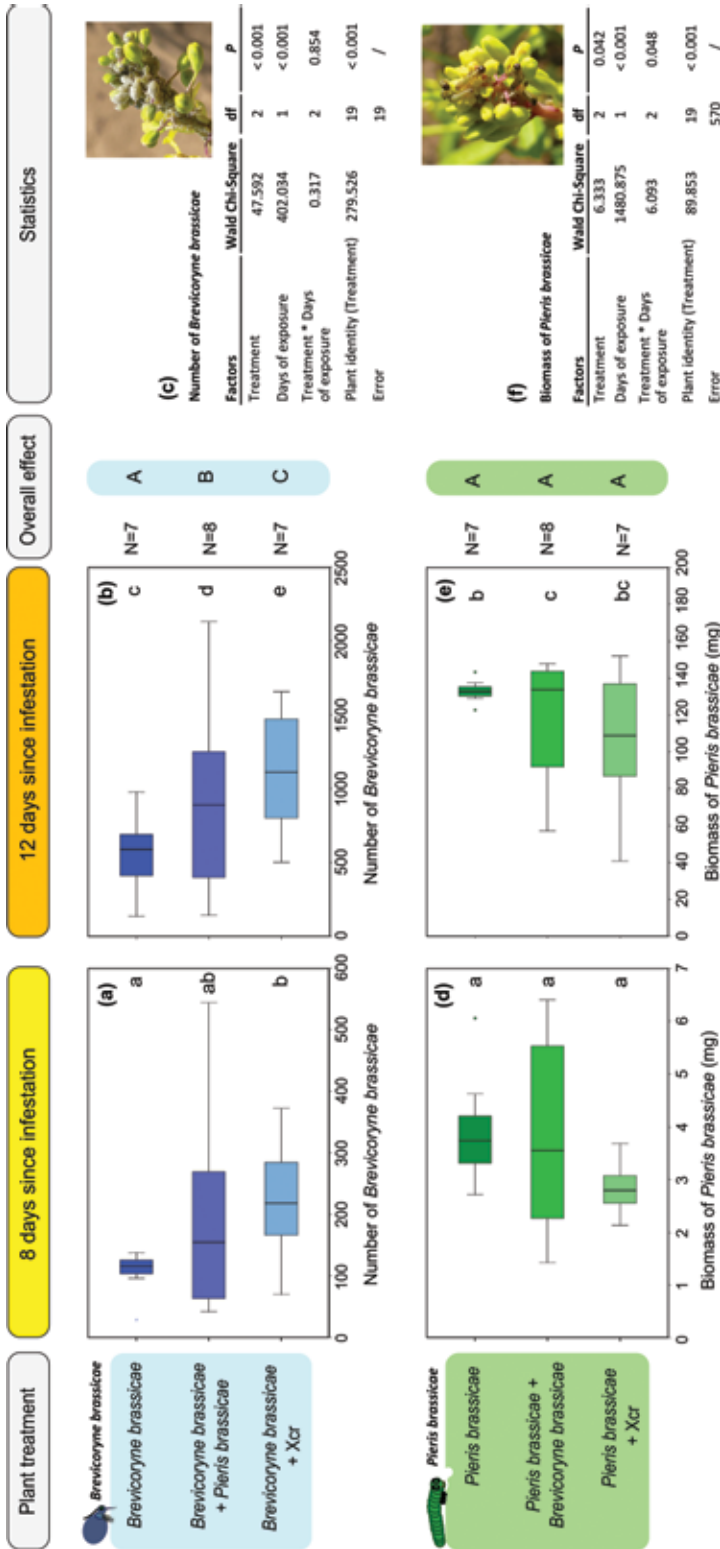 Plant treatment
8 days since infestation
12 days since infestation
Overall effect
Statistics
Brevicoryne brassicae
Brevicoryne brassicae
Brevicoryne brassicae
+ Pieris brassicae
Brevicoryne brassicae
+ Xcr
(a)
a
ab
b
0 100 200 300 400 500 600
Number of Brevicoryne brassicae
(b)
c
d
e
0 500 1000 1500 2000 2500
Number of Brevicoryne brassicae
N=7
N=8
N=7
A
B
C
(c)
Number of Brevicoryne brassicae
Factors Wald Chi-Square df P
Treatment 47.592 2 < 0.001
Days of exposure 402.034 1 < 0.001
Treatment * Days
of exposure 0.317 2 0.854
Plant identity (Treatment) 279.526 19 < 0.001
Error 19 /
Pieris brassicae
Pieris brassicae
Pieris brassicae +
Brevicoryne brassicae
Pieris brassicae
+ Xcr
(d)
a
a
a
0 1 2 3 4 5 6 7
Biomass of Pieris brassicae (mg)
(e)
b
c
bc
0 20 40 60 80 100 120 140 160 180 200
Biomass of Pieris brassicae (mg)
N=7
N=8
N=7
A
A
A
(f)
Biomass of Pieris brassicae
Factors Wald Chi-Square df P
Treatment 6.333 2 0.042
Days of exposure 1480.875 1 < 0.001
Treatment * Days
of exposure 6.093 2 0.048
Plant identity (Treatment) 89.853 19 < 0.001
Error 570 /